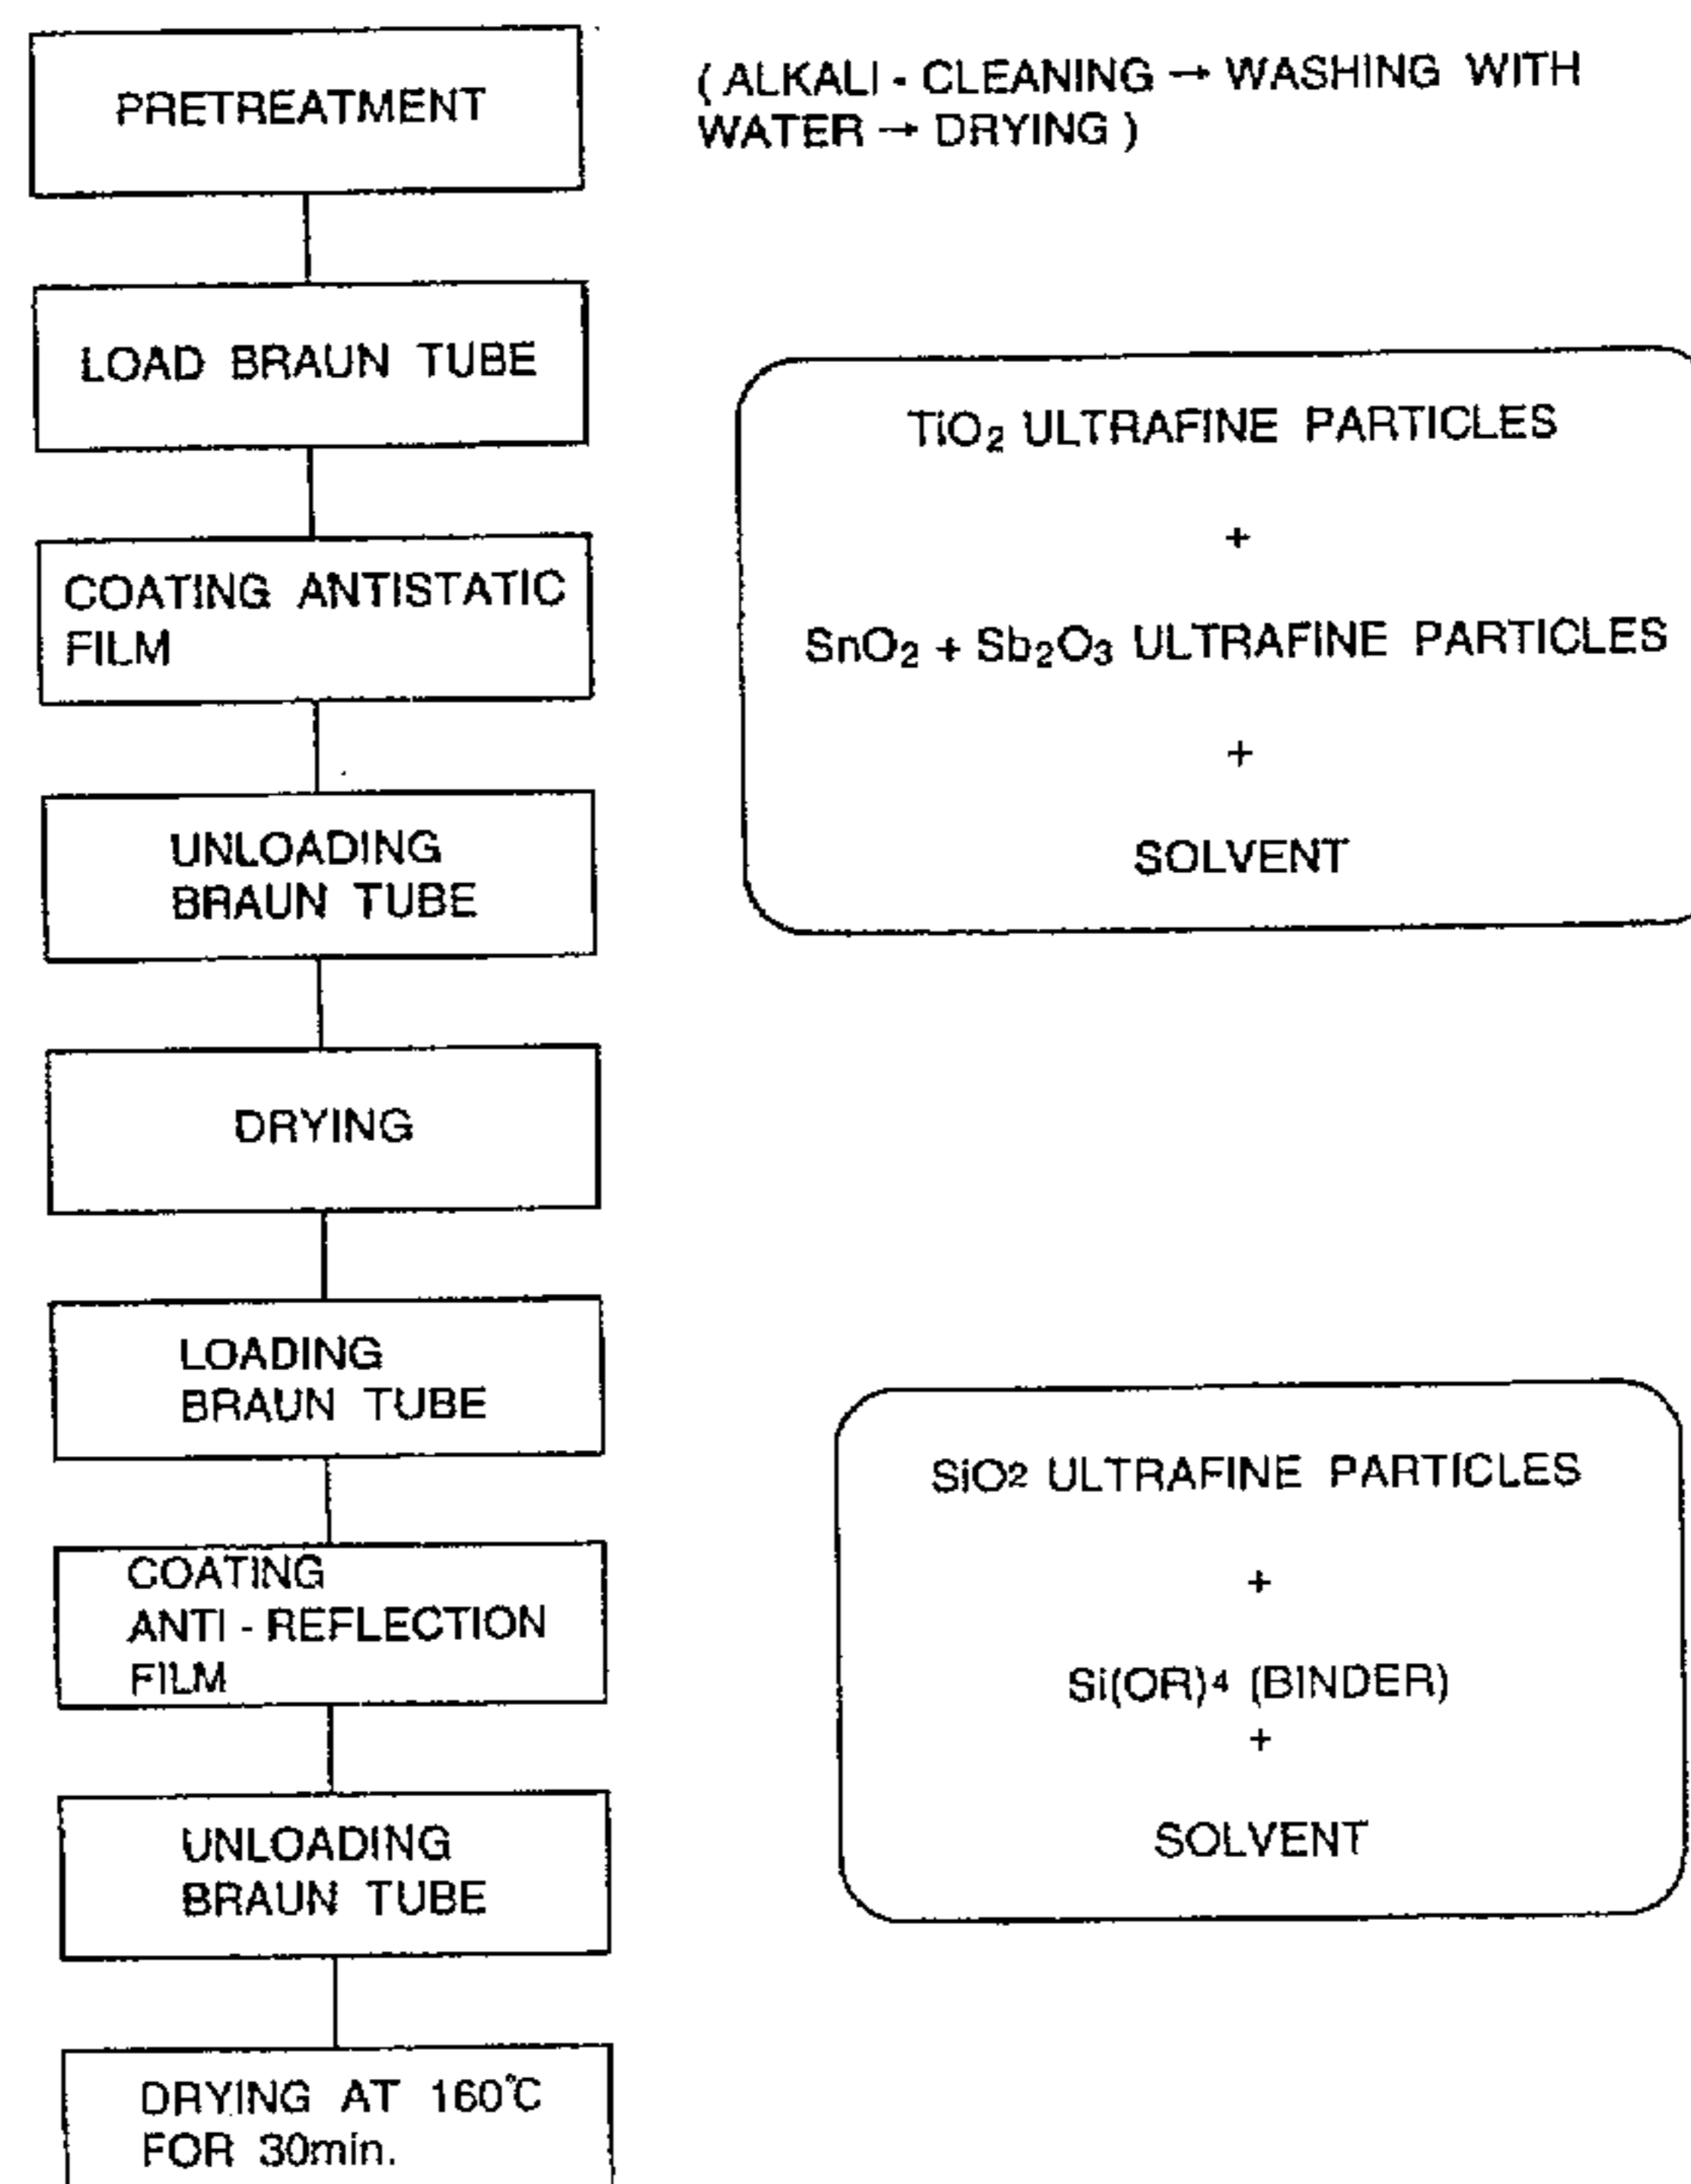 PRETREATMENT
( ALKALI - CLEANING → WASHING WITH
WATER → DRYING )
LOAD BRAUN TUBE
COATING ANTISTATIC
FILM
TiO₂ ULTRAFINE PARTICLES
+
SnO₂ + Sb₂O₃ ULTRAFINE PARTICLES
+
SOLVENT
UNLOADING
BRAUN TUBE
DRYING
LOADING
BRAUN TUBE
COATING
ANTI - REFLECTION
FILM
SiO₂ ULTRAFINE PARTICLES
+
Si(OR)₄ (BINDER)
+
SOLVENT
UNLOADING
BRAUN TUBE
DRYING AT 160°C
FOR 30min.